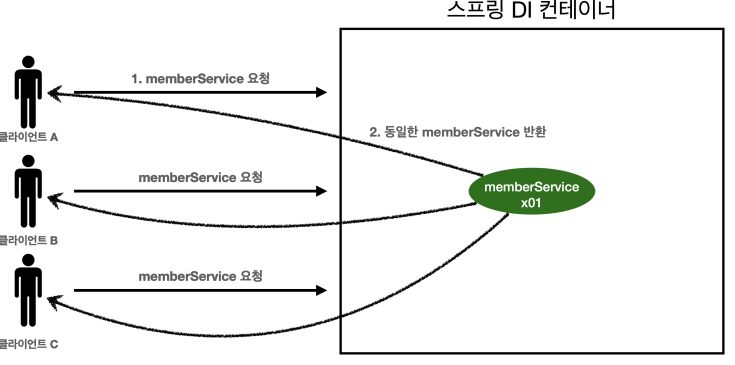 스프링 DI 컨테이너
1. memberService 요청
클라이언트 A
2. 동일한 memberService 반환
memberService 요청
memberService
x01
클라이언트 B
memberService 요청
클라이언트 C